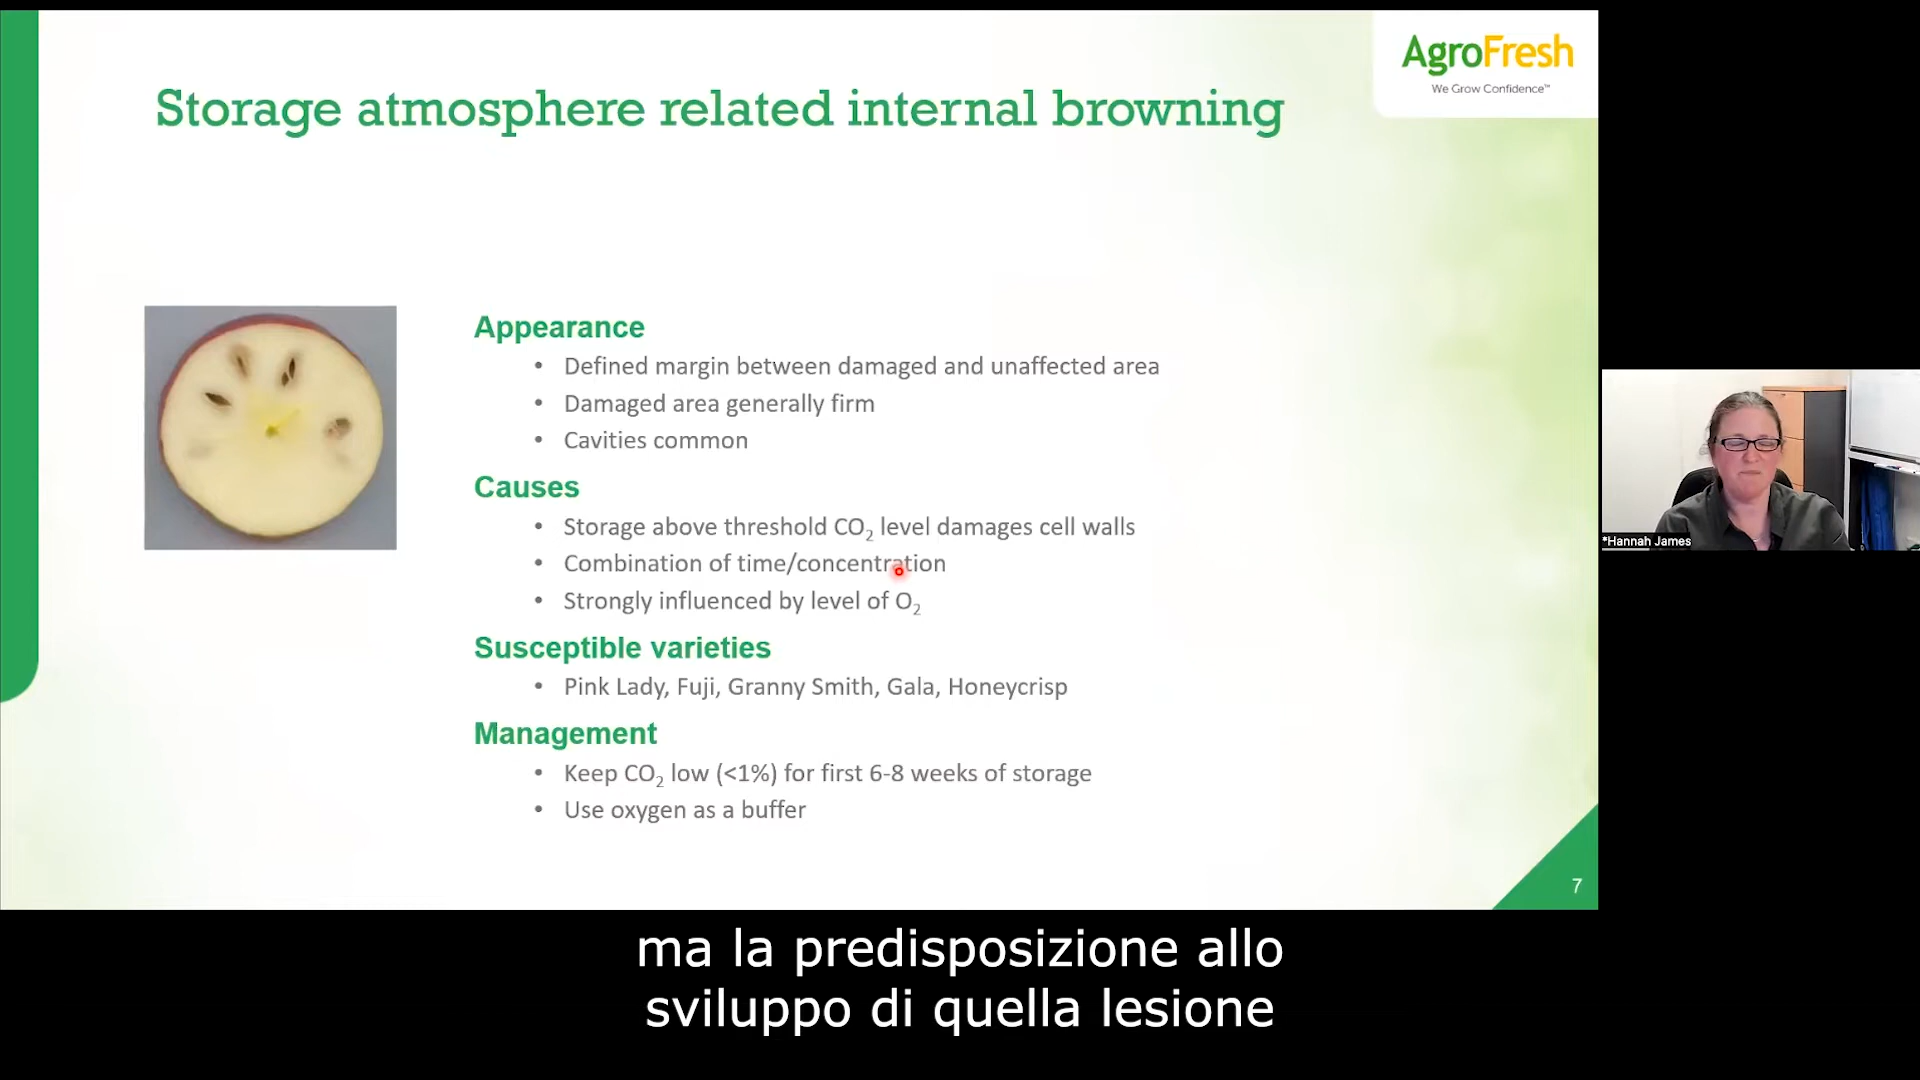 AgroFresh
We Grow Confidence™
Storage atmosphere related internal browning
Appearance
• Defined margin between damaged and unaffected area
• Damaged area generally firm
• Cavities common
Causes
• Storage above threshold CO₂ level damages cell walls
• Combination of time/concentration
• Strongly influenced by level of O₂
Susceptible varieties
• Pink Lady, Fuji, Granny Smith, Gala, Honeycrisp
Management
• Keep CO₂ low (<1%) for first 6-8 weeks of storage
• Use oxygen as a buffer
7
*Hannah James
ma la predisposizione allo
sviluppo di quella lesione